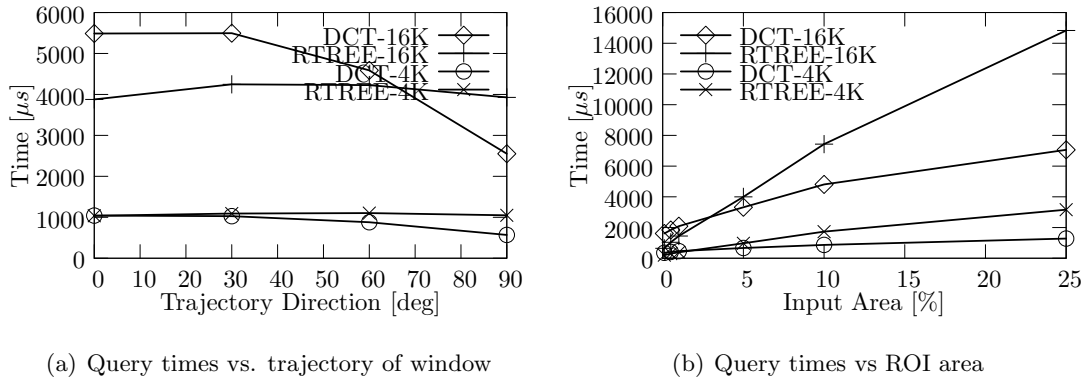 6000
5000
4000
3000
2000
1000
0
Time [μs]
DCT-16K
RTREE-16K
DCT-4K
RTREE-4K
0 10 20 30 40 50 60 70 80 90
Trajectory Direction [deg]
(a) Query times vs. trajectory of window
16000
14000
12000
10000
8000
6000
4000
2000
0
Time [μs]
DCT-16K
RTREE-16K
DCT-4K
RTREE-4K
0 5 10 15 20 25
Input Area [%]
(b) Query times vs ROI area